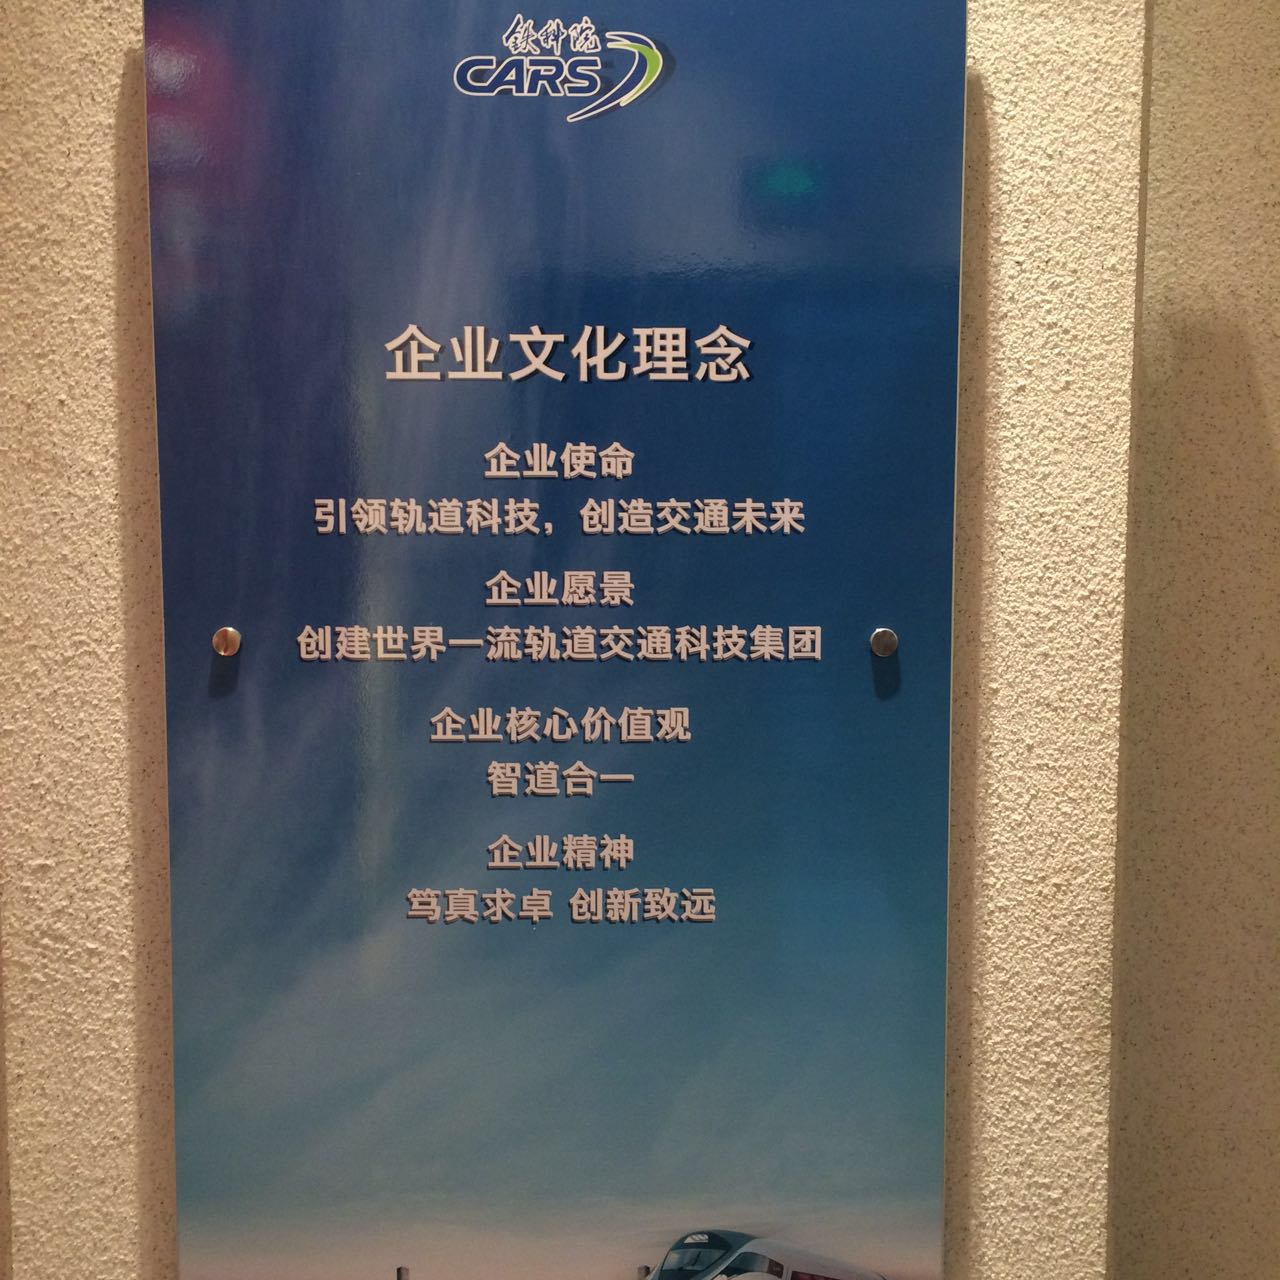 铁科院
CARS
企业文化理念
企业使命
引领轨道科技，创造交通未来
企业愿景
创建世界一流轨道交通科技集团
企业核心价值观
智道合一
企业精神
笃真求卓 创新致远